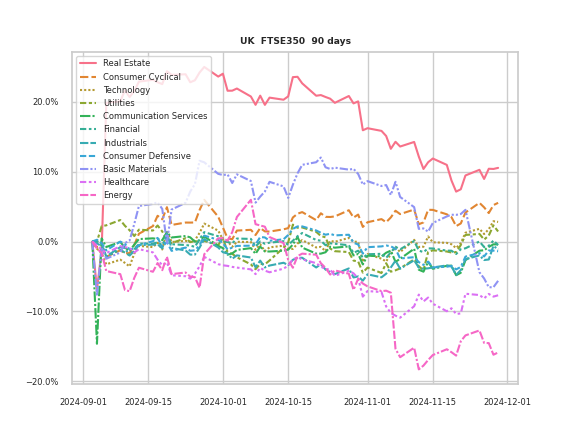 UK FTSE350 90 days
Real Estate
Consumer Cyclical
Technology
Utilities
Communication Services
Financial
Industrials
Consumer Defensive
Basic Materials
Healthcare
Energy
20.0%
10.0%
0.0%
−10.0%
−20.0%
2024-09-01 2024-09-15 2024-10-01 2024-10-15 2024-11-01 2024-11-15 2024-12-01